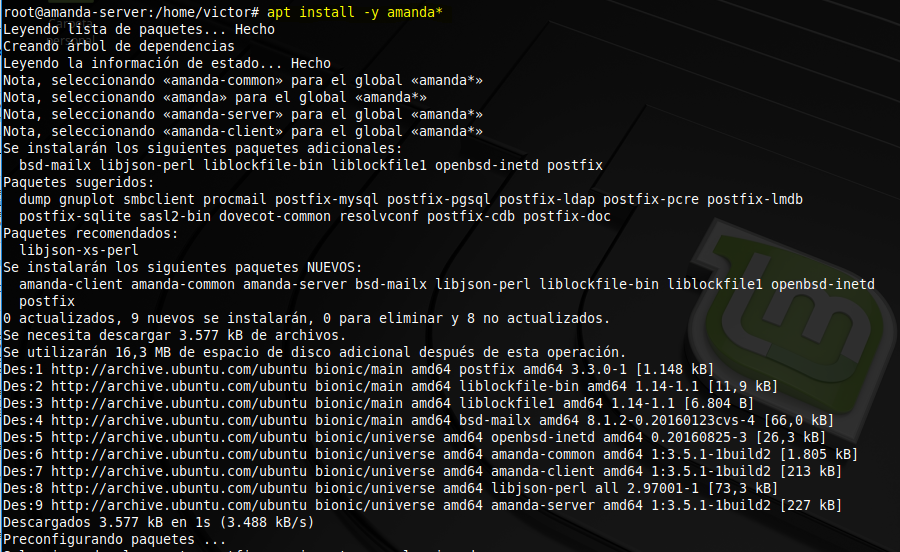 root@amanda-server:/home/victor# apt install -y amanda*
Leyendo lista de paquetes... Hecho
Creando árbol de dependencias
Leyendo la información de estado... Hecho
Nota, seleccionando «amanda-common» para el global «amanda*»
Nota, seleccionando «amanda» para el global «amanda*»
Nota, seleccionando «amanda-server» para el global «amanda*»
Nota, seleccionando «amanda-client» para el global «amanda*»
Se instalarán los siguientes paquetes adicionales:
  bsd-mailx libjson-perl liblockfile-bin liblockfile1 openbsd-inetd postfix
Paquetes sugeridos:
  dump gnuplot smbclient procmail postfix-mysql postfix-pgsql postfix-ldap postfix-pcre postfix-lmdb
  postfix-sqlite sasl2-bin dovecot-common resolvconf postfix-cdb postfix-doc
Paquetes recomendados:
  libjson-xs-perl
Se instalarán los siguientes paquetes NUEVOS:
  amanda-client amanda-common amanda-server bsd-mailx libjson-perl liblockfile-bin liblockfile1 openbsd-inetd
  postfix
0 actualizados, 9 nuevos se instalarán, 0 para eliminar y 8 no actualizados.
Se necesita descargar 3.577 kB de archivos.
Se utilizarán 16,3 MB de espacio de disco adicional después de esta operación.
Des:1 http://archive.ubuntu.com/ubuntu bionic/main amd64 postfix amd64 3.3.0-1 [1.148 kB]
Des:2 http://archive.ubuntu.com/ubuntu bionic/main amd64 liblockfile-bin amd64 1.14-1.1 [11,9 kB]
Des:3 http://archive.ubuntu.com/ubuntu bionic/main amd64 liblockfile1 amd64 1.14-1.1 [6.804 B]
Des:4 http://archive.ubuntu.com/ubuntu bionic/main amd64 bsd-mailx amd64 8.1.2-0.20160123cvs-4 [66,0 kB]
Des:5 http://archive.ubuntu.com/ubuntu bionic/universe amd64 openbsd-inetd amd64 0.20160825-3 [26,3 kB]
Des:6 http://archive.ubuntu.com/ubuntu bionic/universe amd64 amanda-common amd64 1:3.5.1-1build2 [1.805 kB]
Des:7 http://archive.ubuntu.com/ubuntu bionic/universe amd64 amanda-client amd64 1:3.5.1-1build2 [213 kB]
Des:8 http://archive.ubuntu.com/ubuntu bionic/main amd64 libjson-perl all 2.97001-1 [73,3 kB]
Des:9 http://archive.ubuntu.com/ubuntu bionic/universe amd64 amanda-server amd64 1:3.5.1-1build2 [227 kB]
Descargados 3.577 kB en 1s (3.488 kB/s)
Preconfigurando paquetes ...